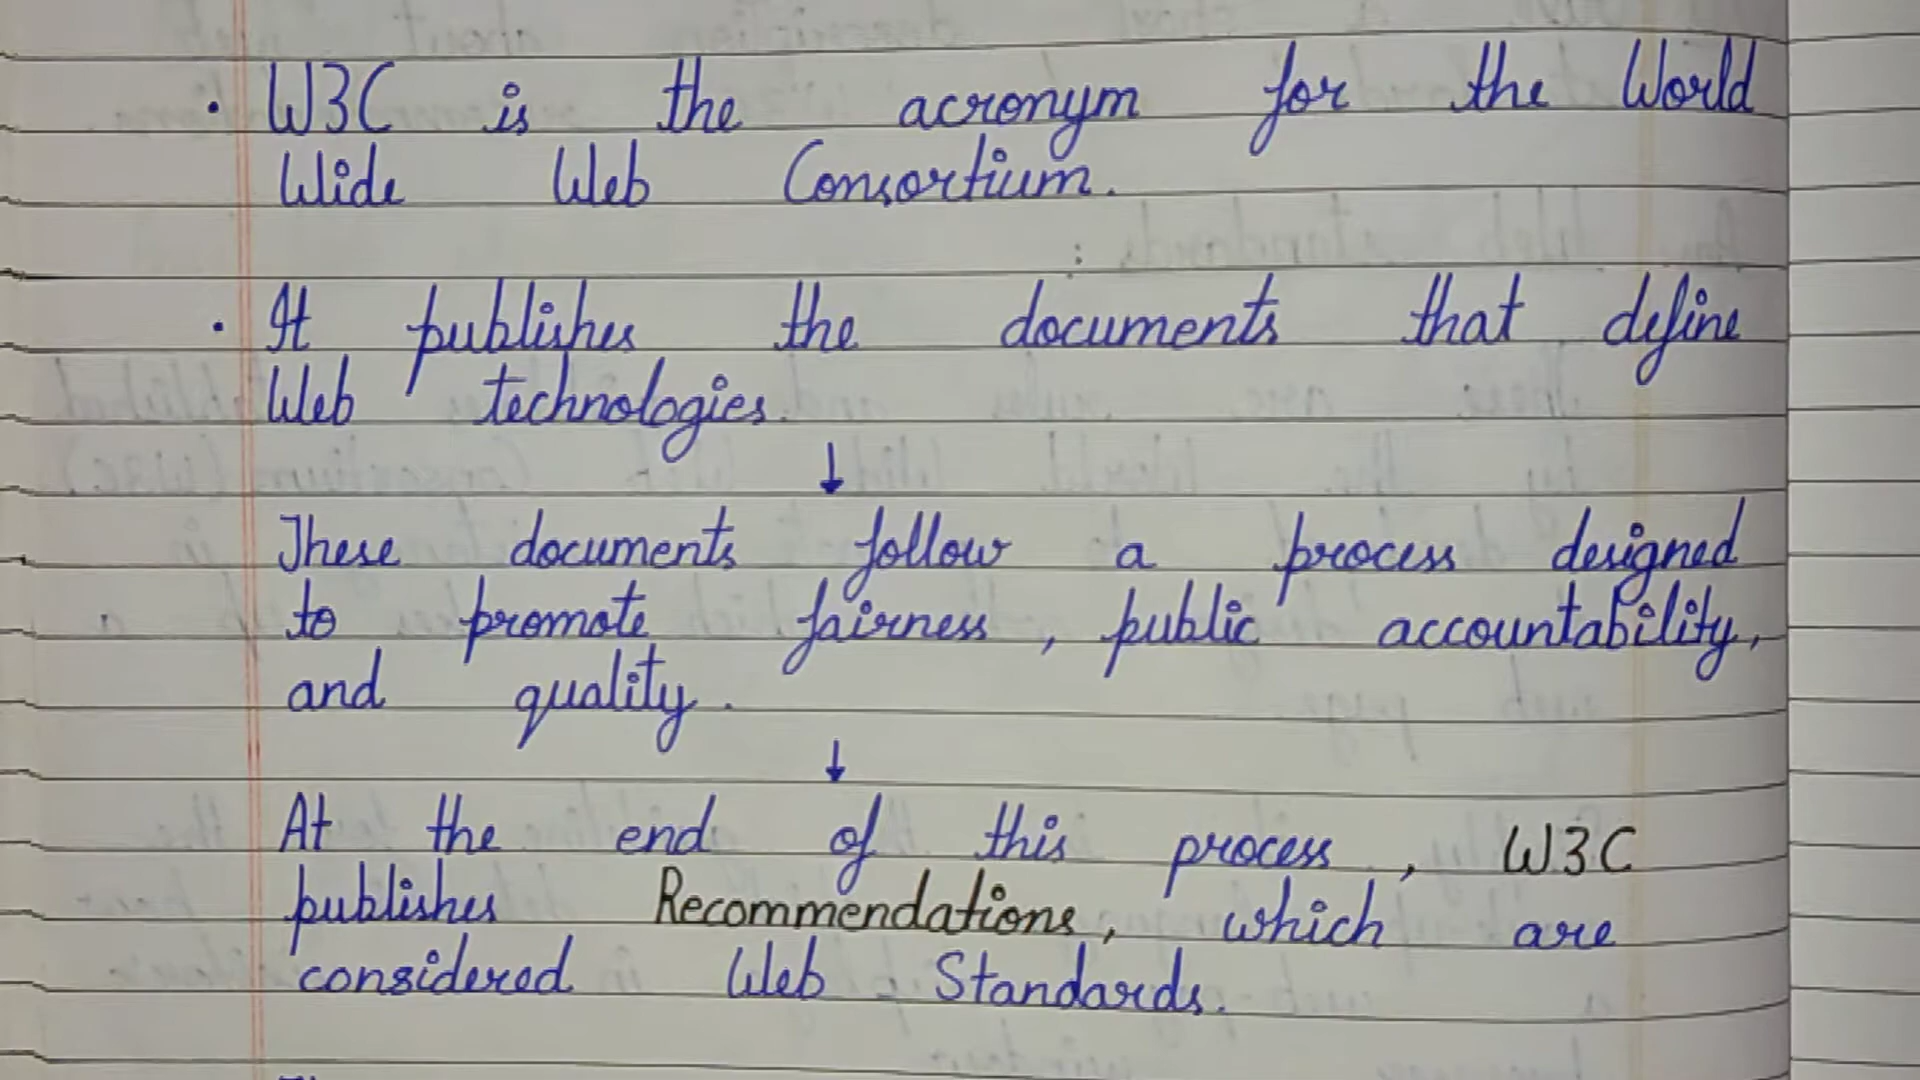 · W3C is the acronym for the World
Wide Web Consortium.
· It publishes the documents that define
Web technologies.
↓
These documents follow a process designed
to promote fairness, public accountability,
and quality.
↓
At the end of this process, W3C
publishes Recommendations, which are
considered Web Standards.